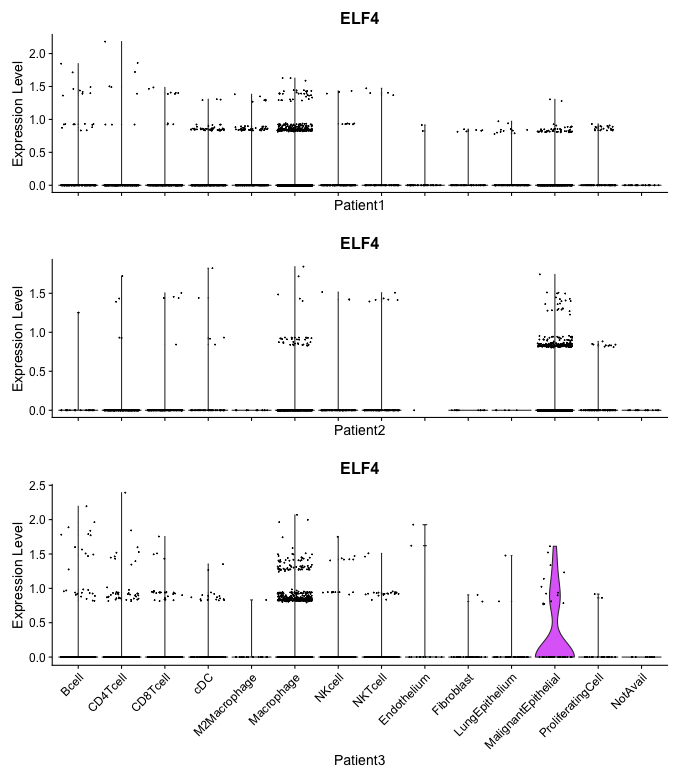 ELF4
Expression Level
2.0
1.5
1.0
0.5
0.0
Patient1
ELF4
Expression Level
1.5
1.0
0.5
0.0
Patient2
ELF4
Expression Level
2.5
2.0
1.5
1.0
0.5
0.0
Bcell
CD4Tcell
CD8Tcell
cDC
M2Macrophage
Macrophage
NKcell
NKTcell
Endothelium
Fibroblast
LungEpithelium
MalignantEpithelial
ProliferatingCell
NotAvail
Patient3